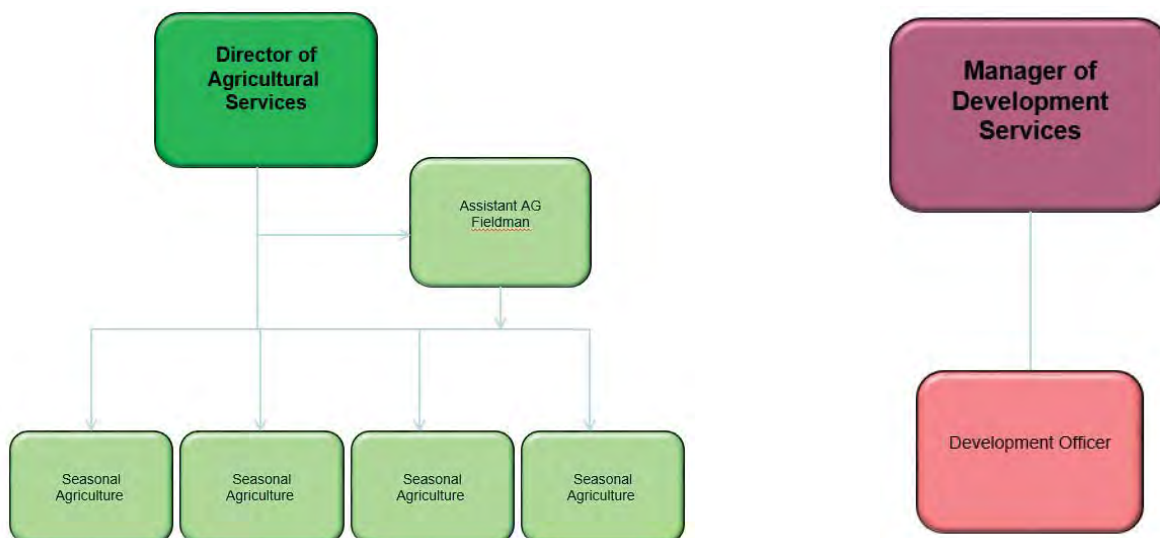 Director of
Agricultural
Services
Manager of
Development
Services
Assistant AG
Fieldman
Seasonal
Agriculture
Seasonal
Agriculture
Seasonal
Agriculture
Seasonal
Agriculture
Development Officer